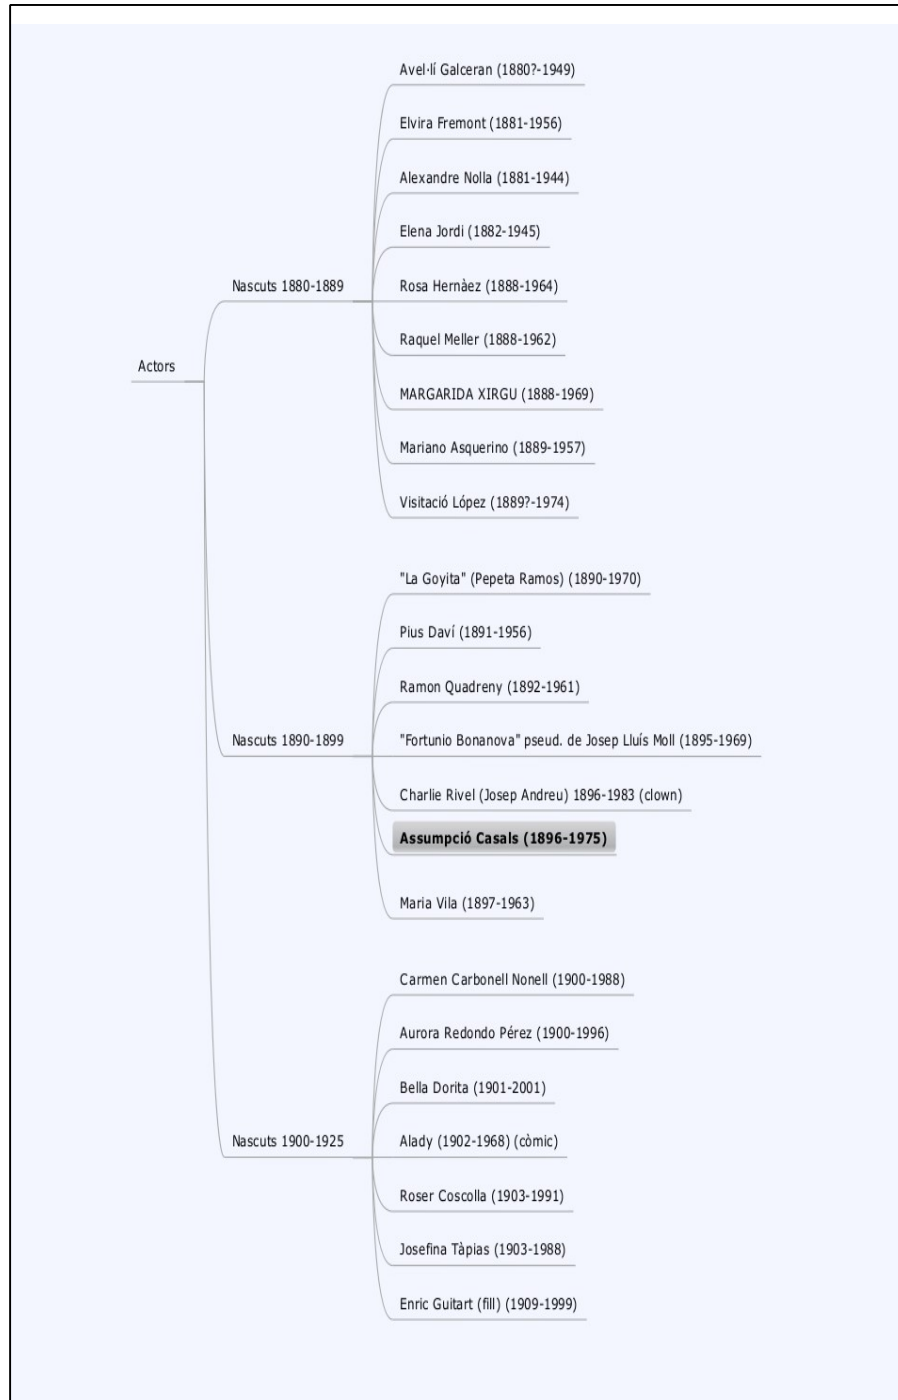 Actors
Nascuts 1880-1889
Avel·lí Galceran (1880?-1949)
Elvira Fremont (1881-1956)
Alexandre Nolla (1881-1944)
Elena Jordi (1882-1945)
Rosa Hernàez (1888-1964)
Raquel Meller (1888-1962)
MARGARIDA XIRGU (1888-1969)
Mariano Asquerino (1889-1957)
Visitació López (1889?-1974)
Nascuts 1890-1899
"La Goyita" (Pepeta Ramos) (1890-1970)
Pius Daví (1891-1956)
Ramon Quadreny (1892-1961)
"Fortunio Bonanova" pseud. de Josep Lluís Moll (1895-1969)
Charlie Rivel (Josep Andreu) 1896-1983 (clown)
Assumpció Casals (1896-1975)
Maria Vila (1897-1963)
Nascuts 1900-1925
Carmen Carbonell Nonell (1900-1988)
Aurora Redondo Pérez (1900-1996)
Bella Dorita (1901-2001)
Alady (1902-1968) (còmic)
Roser Coscolla (1903-1991)
Josefina Tàpias (1903-1988)
Enric Guitart (fill) (1909-1999)